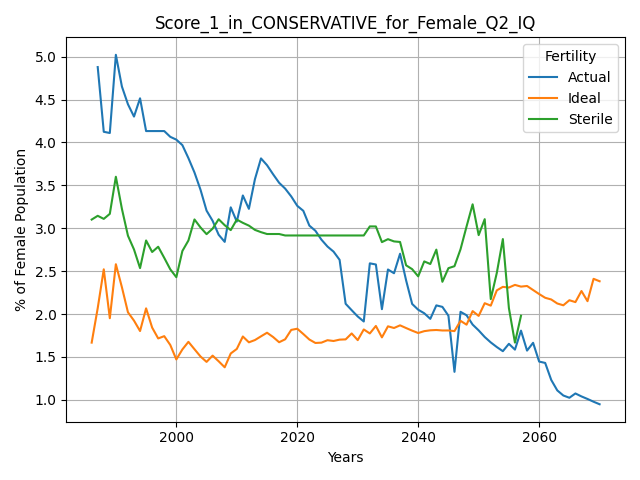 Score_1_in_CONSERVATIVE_for_Female_Q2_IQ
% of Female Population
5.0
4.5
4.0
3.5
3.0
2.5
2.0
1.5
1.0
Fertility
Actual
Ideal
Sterile
2000
2020
2040
2060
Years